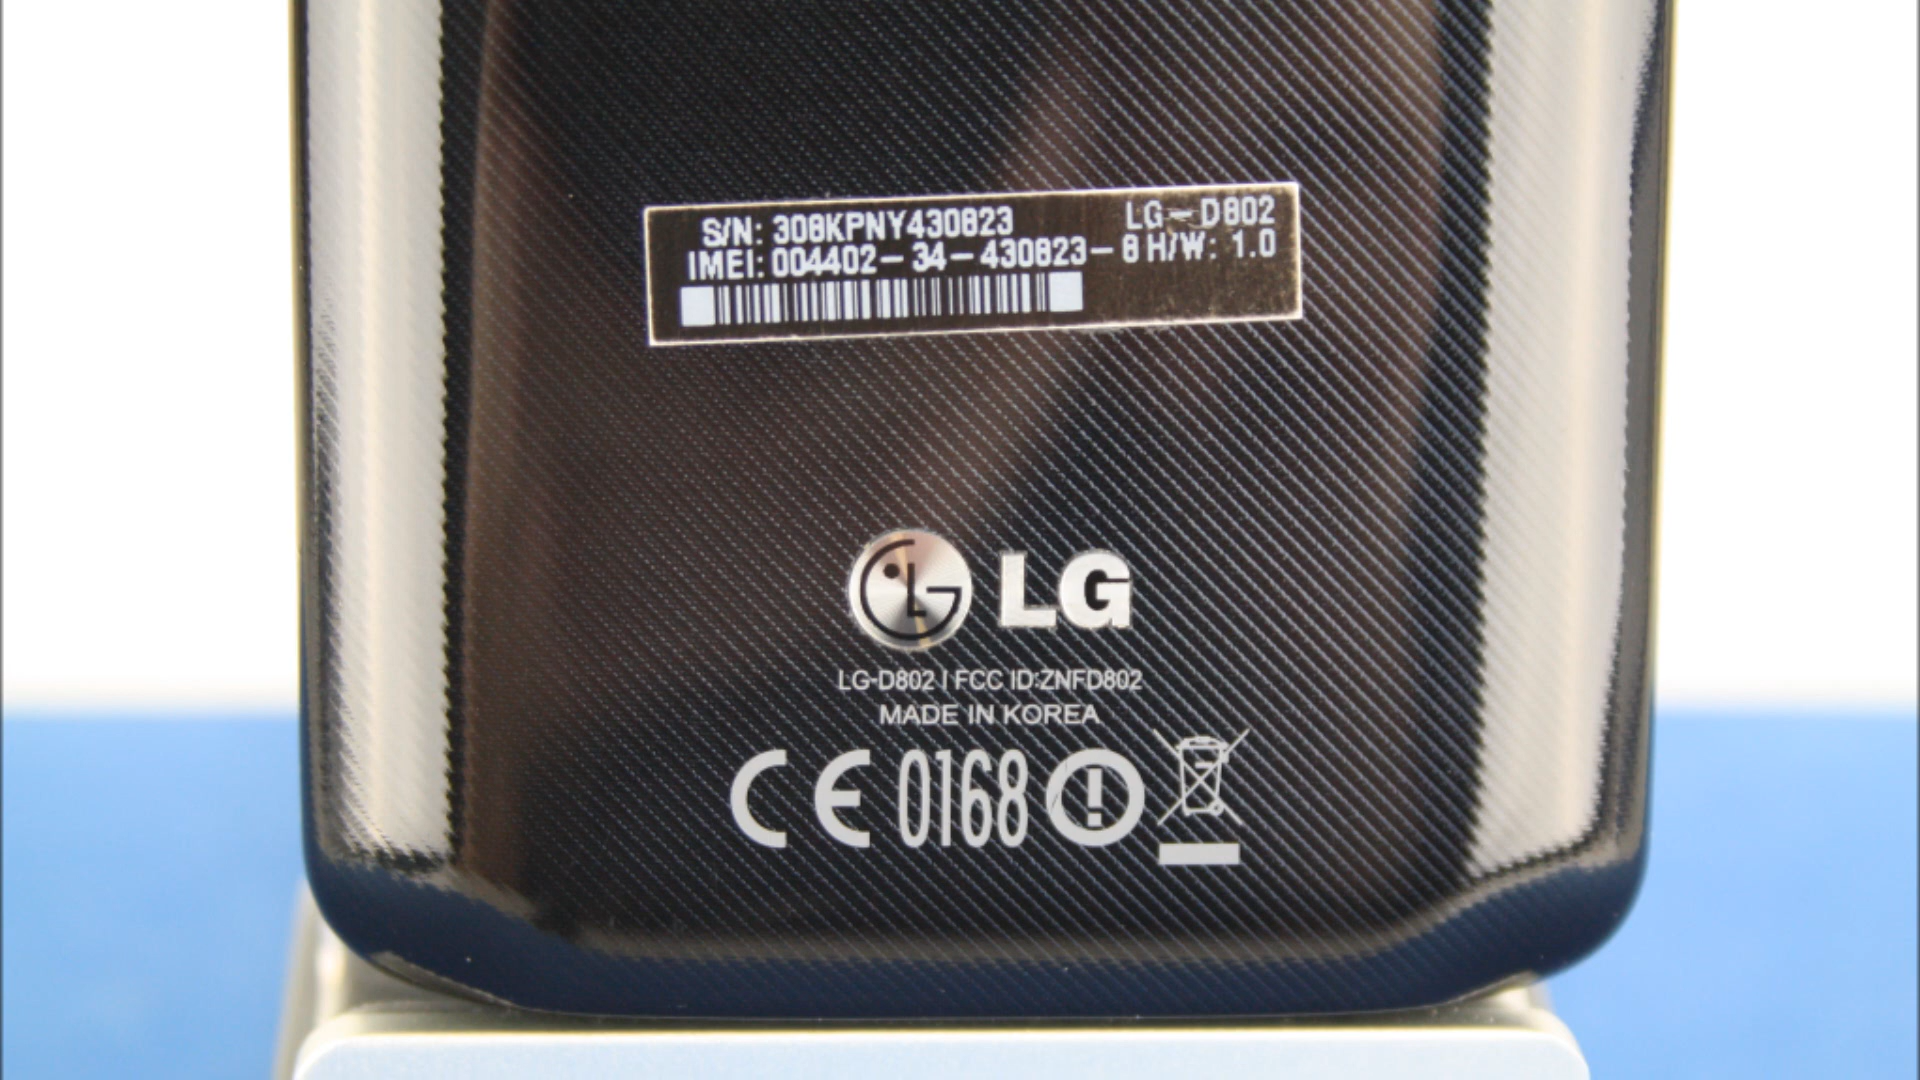 S/N: 308KPNY430823 LG-D802
IMEI: 004402-34-430823-8 H/W: 1.0
LG LG
LG-D802 I FCC ID:ZNFD802
MADE IN KOREA
CE 0168 !